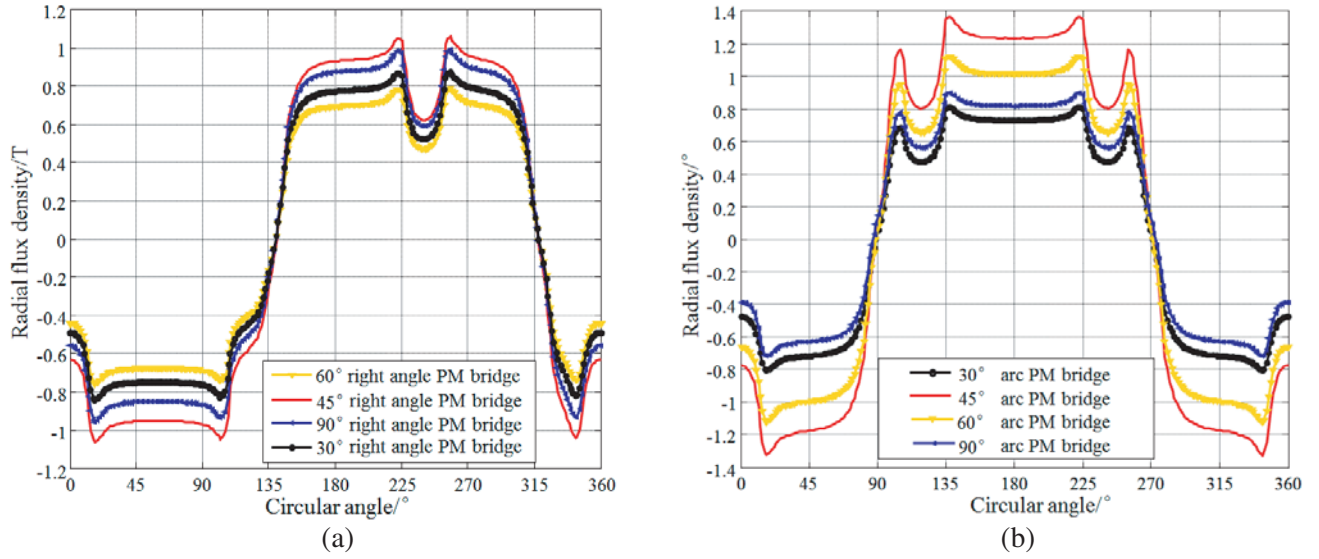 1.2
1
0.8
0.6
0.4
0.2
0
-0.2
-0.4
-0.6
-0.8
-1
-1.2
Radial flux density/T
60° right angle PM bridge
45° right angle PM bridge
90° right angle PM bridge
30° right angle PM bridge
0 45 90 135 180 225 270 315 360
Circular angle/°
(a)
1.4
1.2
1
0.8
0.6
0.4
0.2
0
-0.2
-0.4
-0.6
-0.8
-1
-1.2
-1.4
Radial flux density/°
30° arc PM bridge
45° arc PM bridge
60° arc PM bridge
90° arc PM bridge
0 45 90 135 180 225 270 315 360
Circular angle/°
(b)